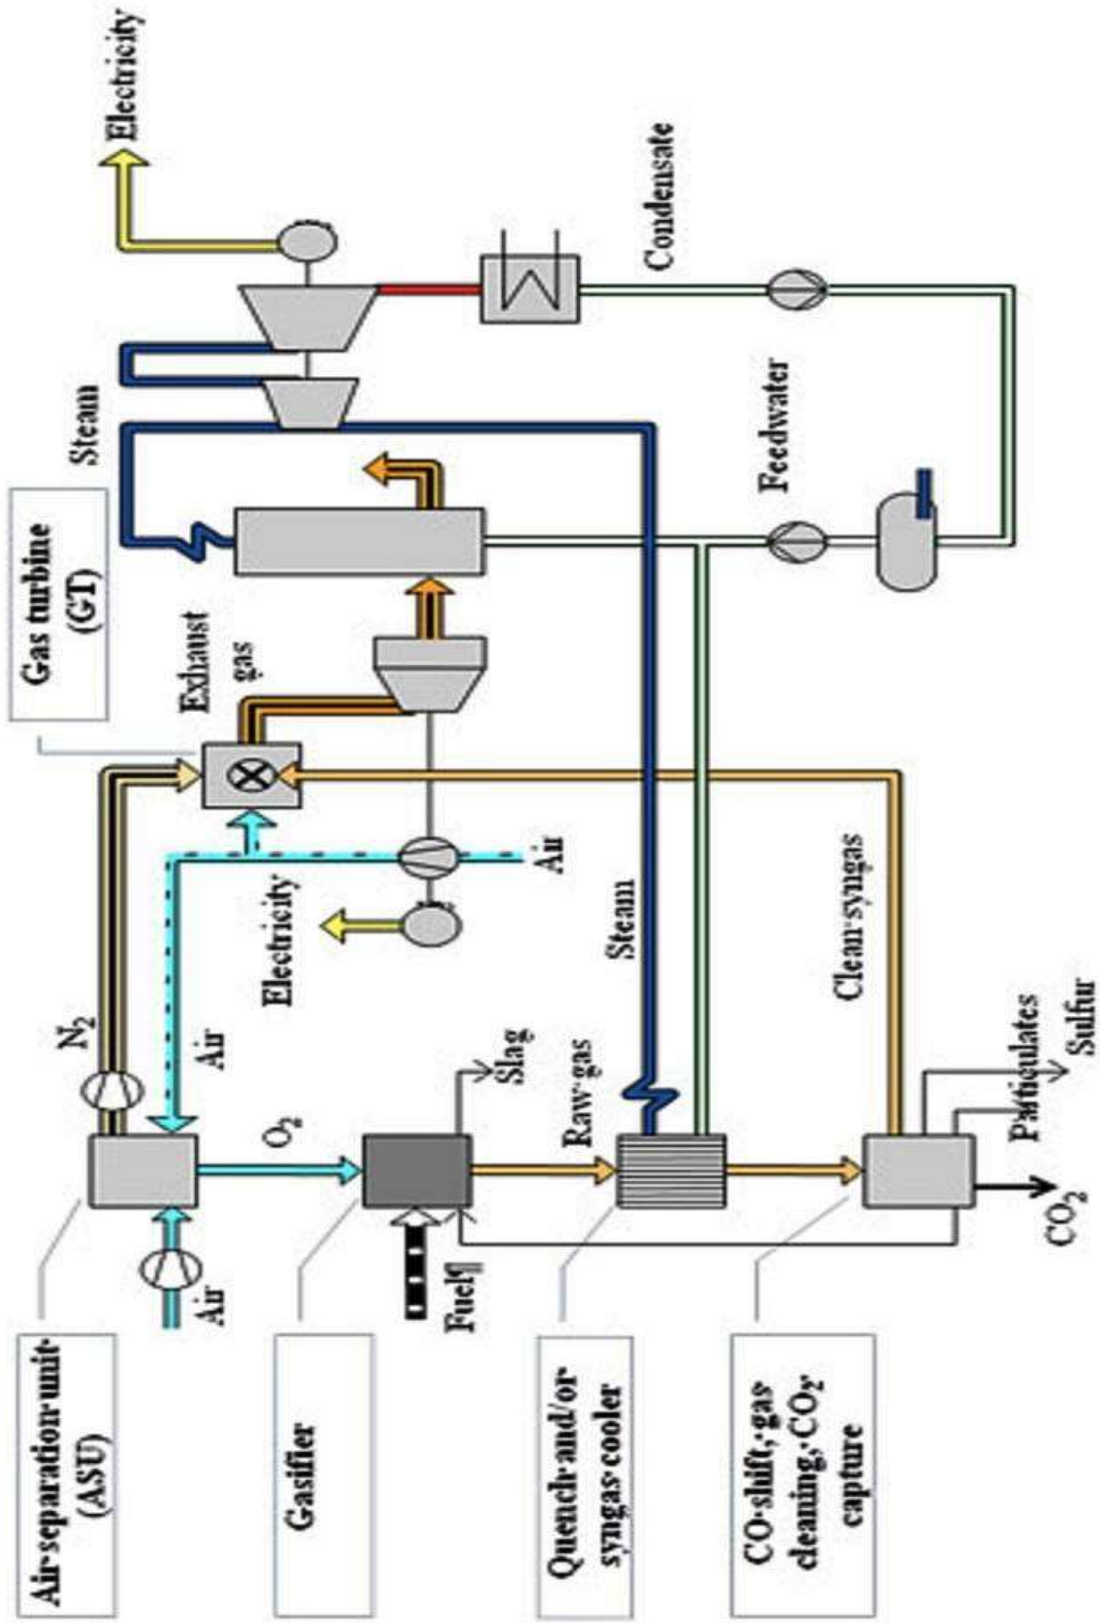 Air·separation·unit·
(ASU)
Gasifier
Quench·and/or·
syngas·cooler
CO·shift,·gas·
cleaning,·CO₂·
capture
Gas turbine
(GT)
Air
Air
N₂
O₂
Fuel¶
Slag
Raw·gas
CO₂
Particulates
Sulfur
Clean·syngas
Steam
Electricity
Air
Exhaust
gas
Steam
Feedwater
Condensate
Electricity